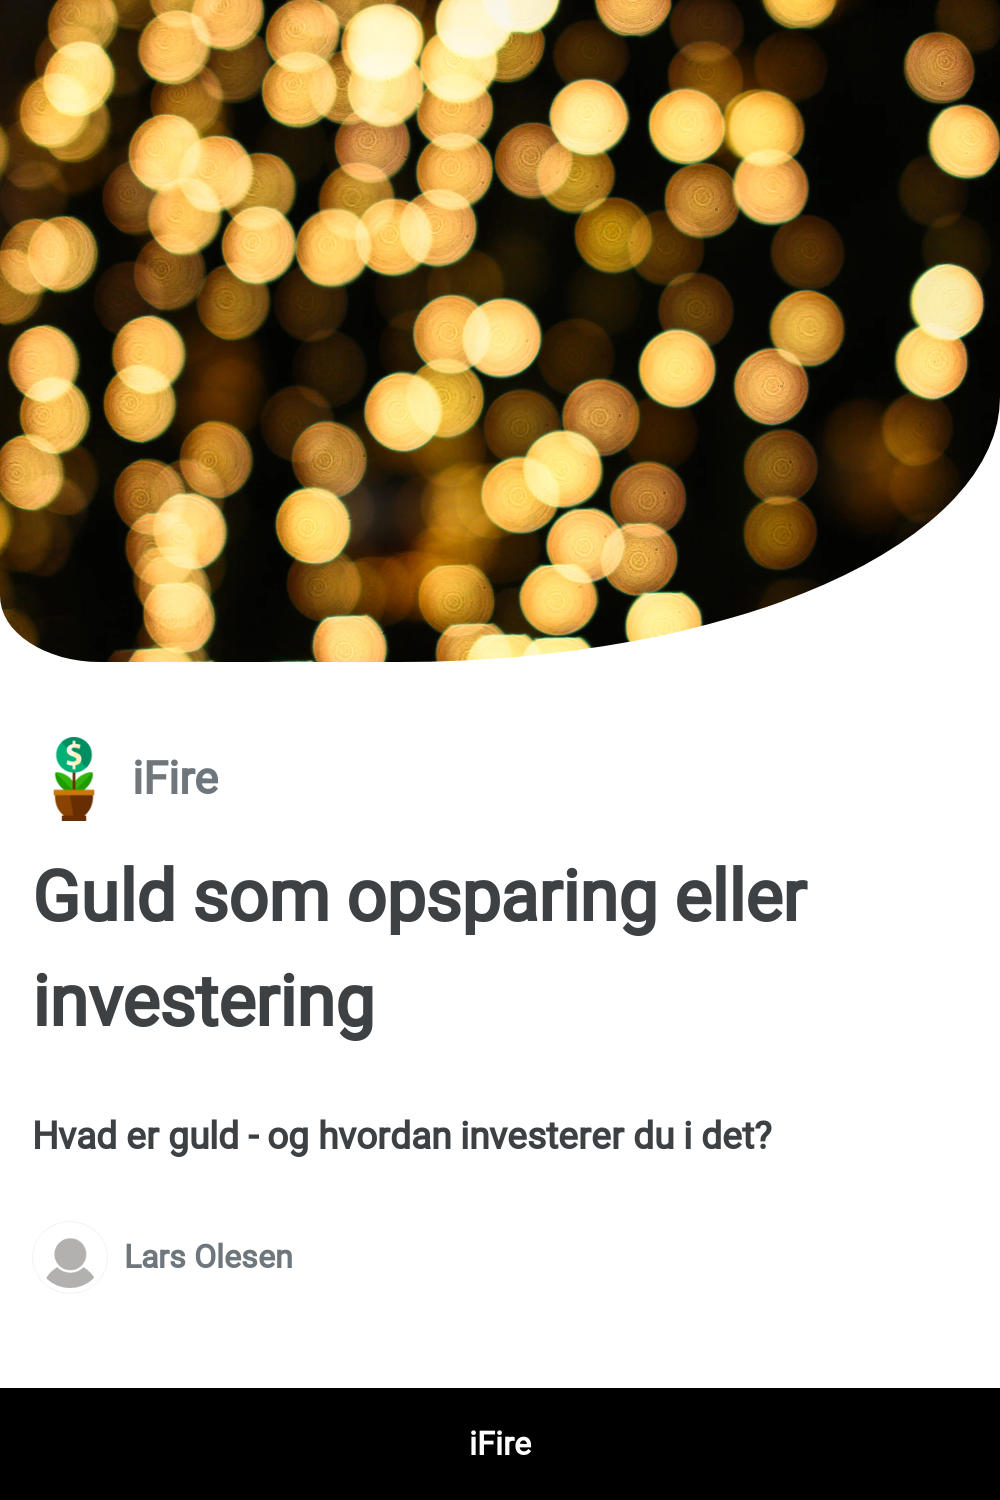 $
iFire
Guld som opsparing eller
investering
Hvad er guld - og hvordan investerer du i det?
Lars Olesen
iFire